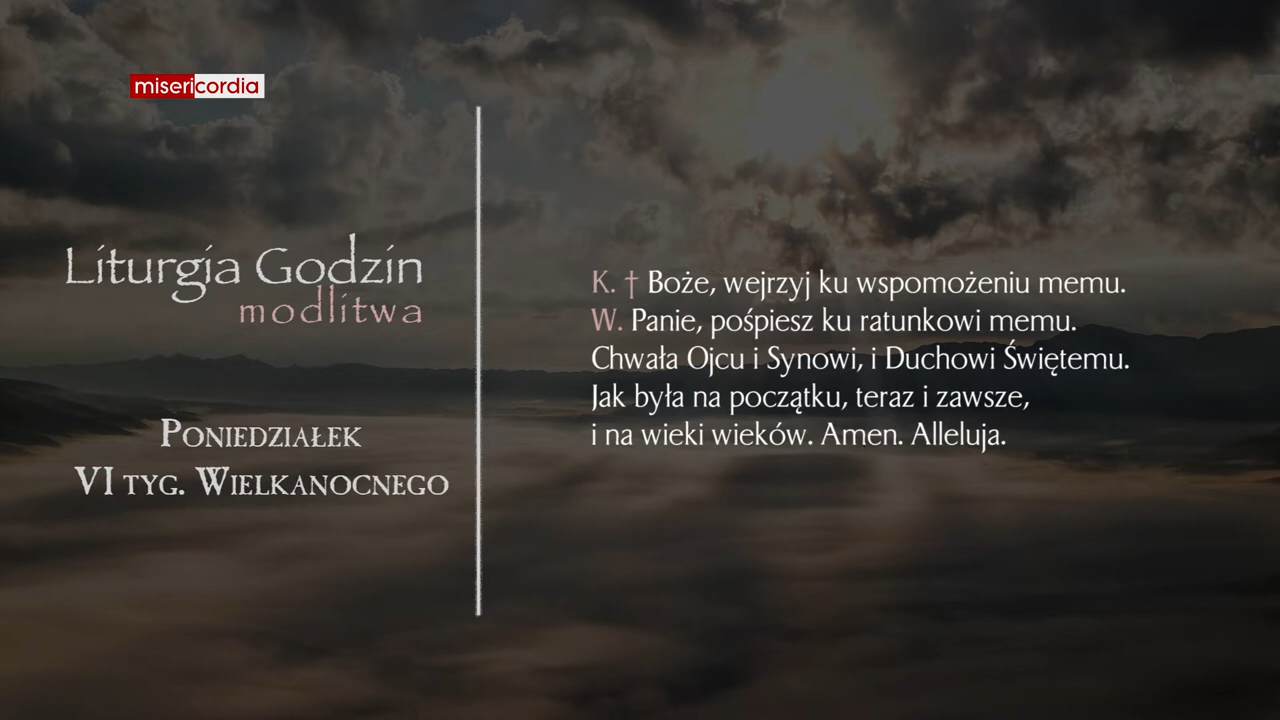 misericordia
Liturgia Godzin
modlitwa
Poniedziałek
VI tyg. Wielkanocnego
K. † Boże, wejrzyj ku wspomożeniu memu.
W. Panie, pośpiesz ku ratunkowi memu.
Chwała Ojcu i Synowi, i Duchowi Świętemu.
Jak była na początku, teraz i zawsze,
i na wieki wieków. Amen. Alleluja.